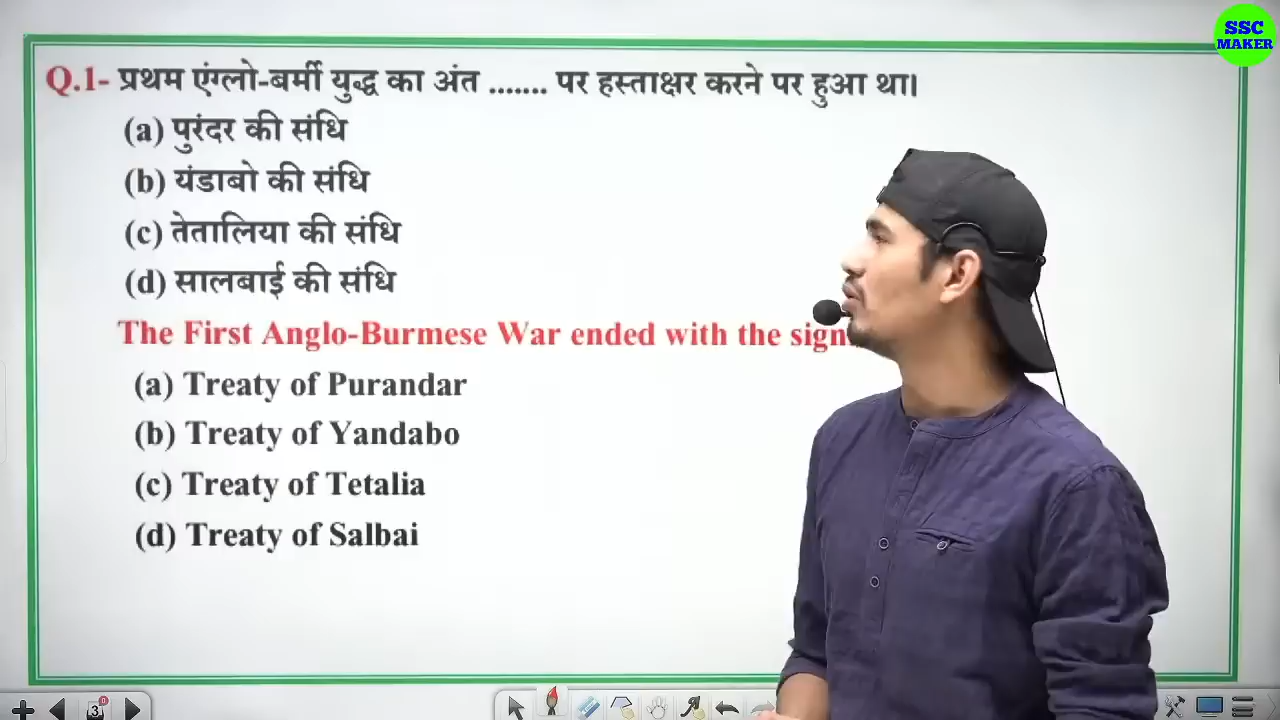 SSC
MAKER
Q.1- प्रथम एंग्लो-बर्मी युद्ध का अंत ....... पर हस्ताक्षर करने पर हुआ था।
(a) पुरंदर की संधि
(b) यंडाबो की संधि
(c) तेतालिया की संधि
(d) सालबाई की संधि
The First Anglo-Burmese War ended with the
(a) Treaty of Purandar
(b) Treaty of Yandabo
(c) Treaty of Tetalia
(d) Treaty of Salbai
3